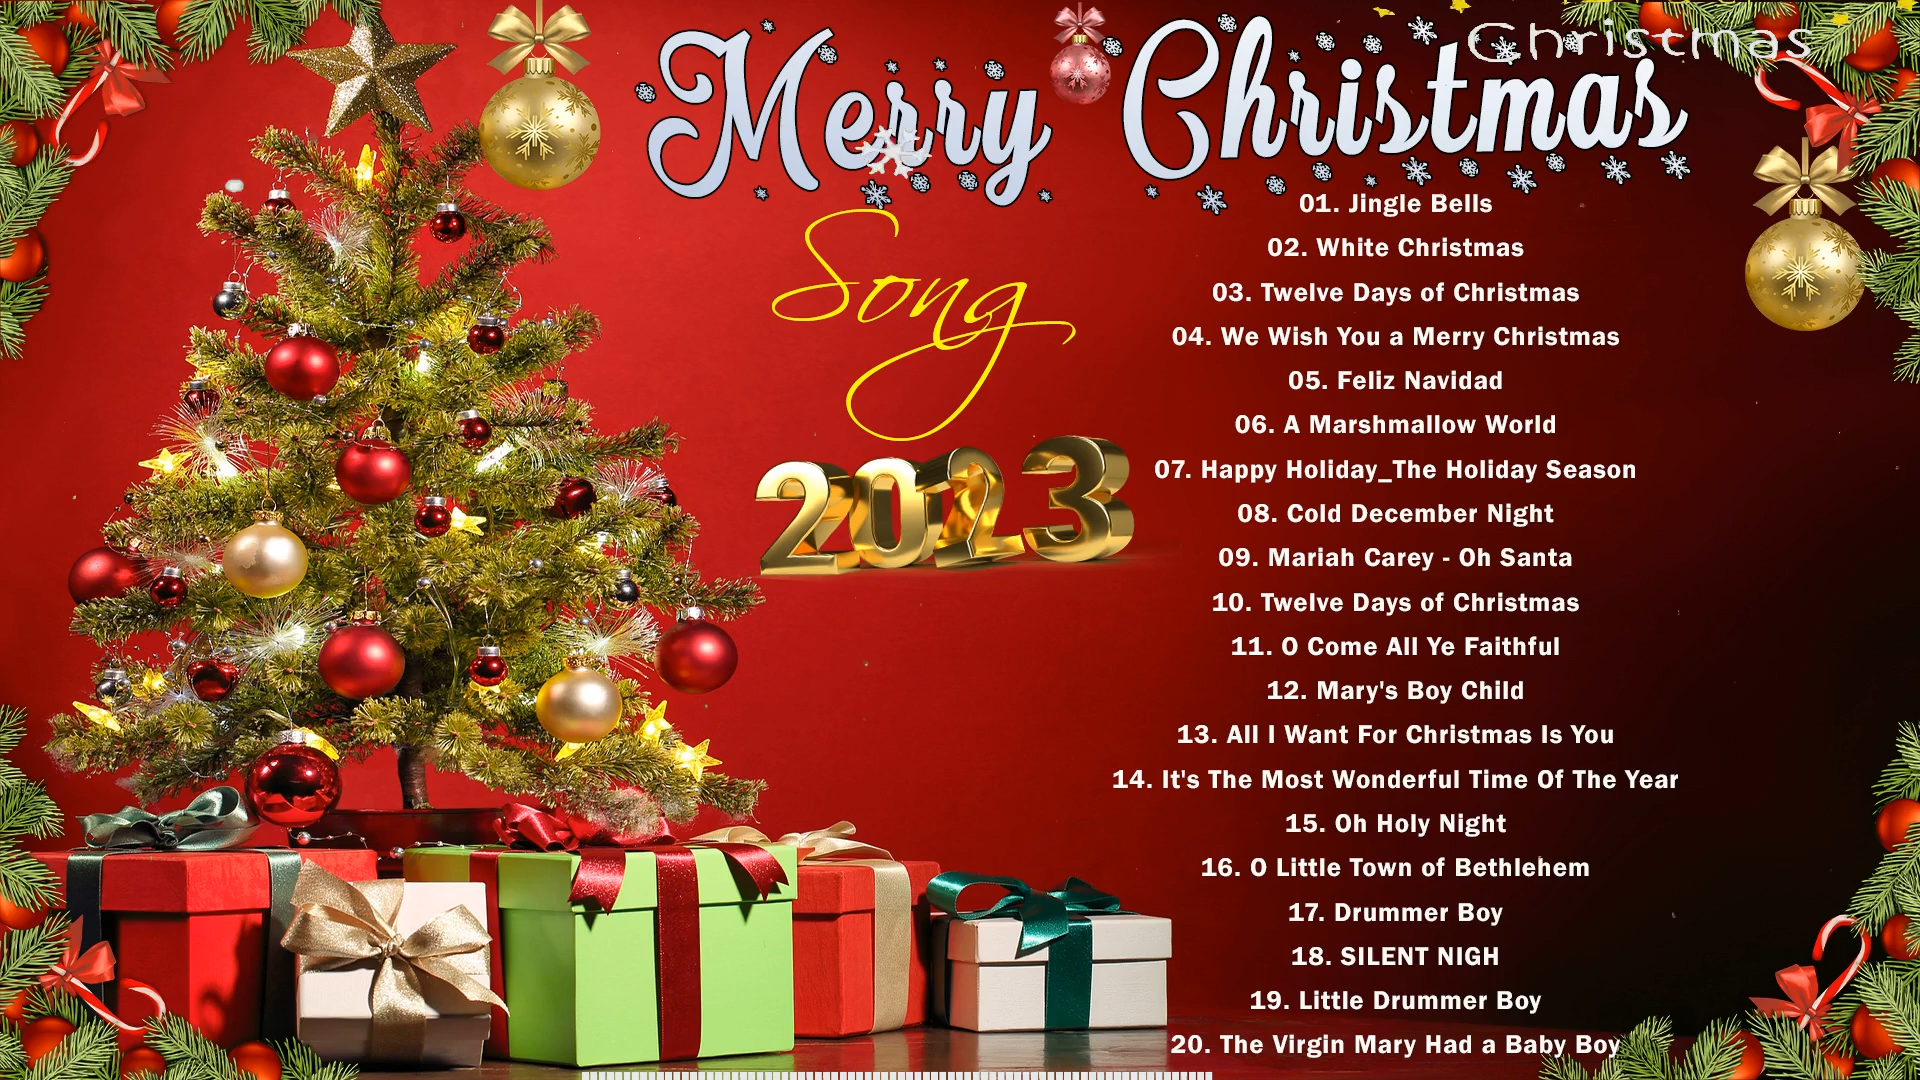 Christmas
Merry Christmas
Song
2023
01. Jingle Bells
02. White Christmas
03. Twelve Days of Christmas
04. We Wish You a Merry Christmas
05. Feliz Navidad
06. A Marshmallow World
07. Happy Holiday_The Holiday Season
08. Cold December Night
09. Mariah Carey - Oh Santa
10. Twelve Days of Christmas
11. O Come All Ye Faithful
12. Mary's Boy Child
13. All I Want For Christmas Is You
14. It's The Most Wonderful Time Of The Year
15. Oh Holy Night
16. O Little Town of Bethlehem
17. Drummer Boy
18. SILENT NIGH
19. Little Drummer Boy
20. The Virgin Mary Had a Baby Boy